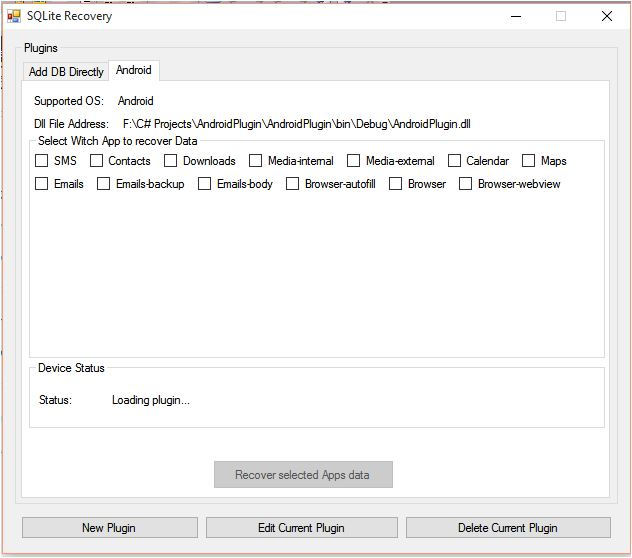 SQLite Recovery
Plugins
Add DB Directly Android
Supported OS: Android
Dll File Address: F:\C# Projects\AndroidPlugin\AndroidPlugin\bin\Debug\AndroidPlugin.dll
Select Witch App to recover Data
SMS Contacts Downloads Media-internal Media-external Calendar Maps
Emails Emails-backup Emails-body Browser-autofill Browser Browser-webview
Device Status
Status: Loading plugin...
Recover selected Apps data
New Plugin Edit Current Plugin Delete Current Plugin